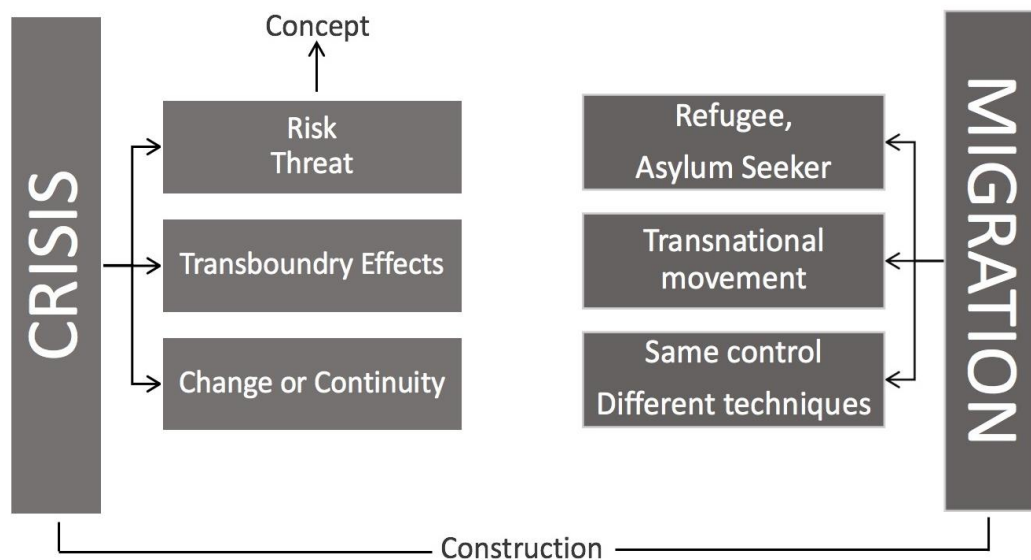 Concept
CRISIS
Risk
Threat
Transboundry Effects
Change or Continuity
Refugee,
Asylum Seeker
Transnational
movement
Same control
Different techniques
MIGRATION
Construction